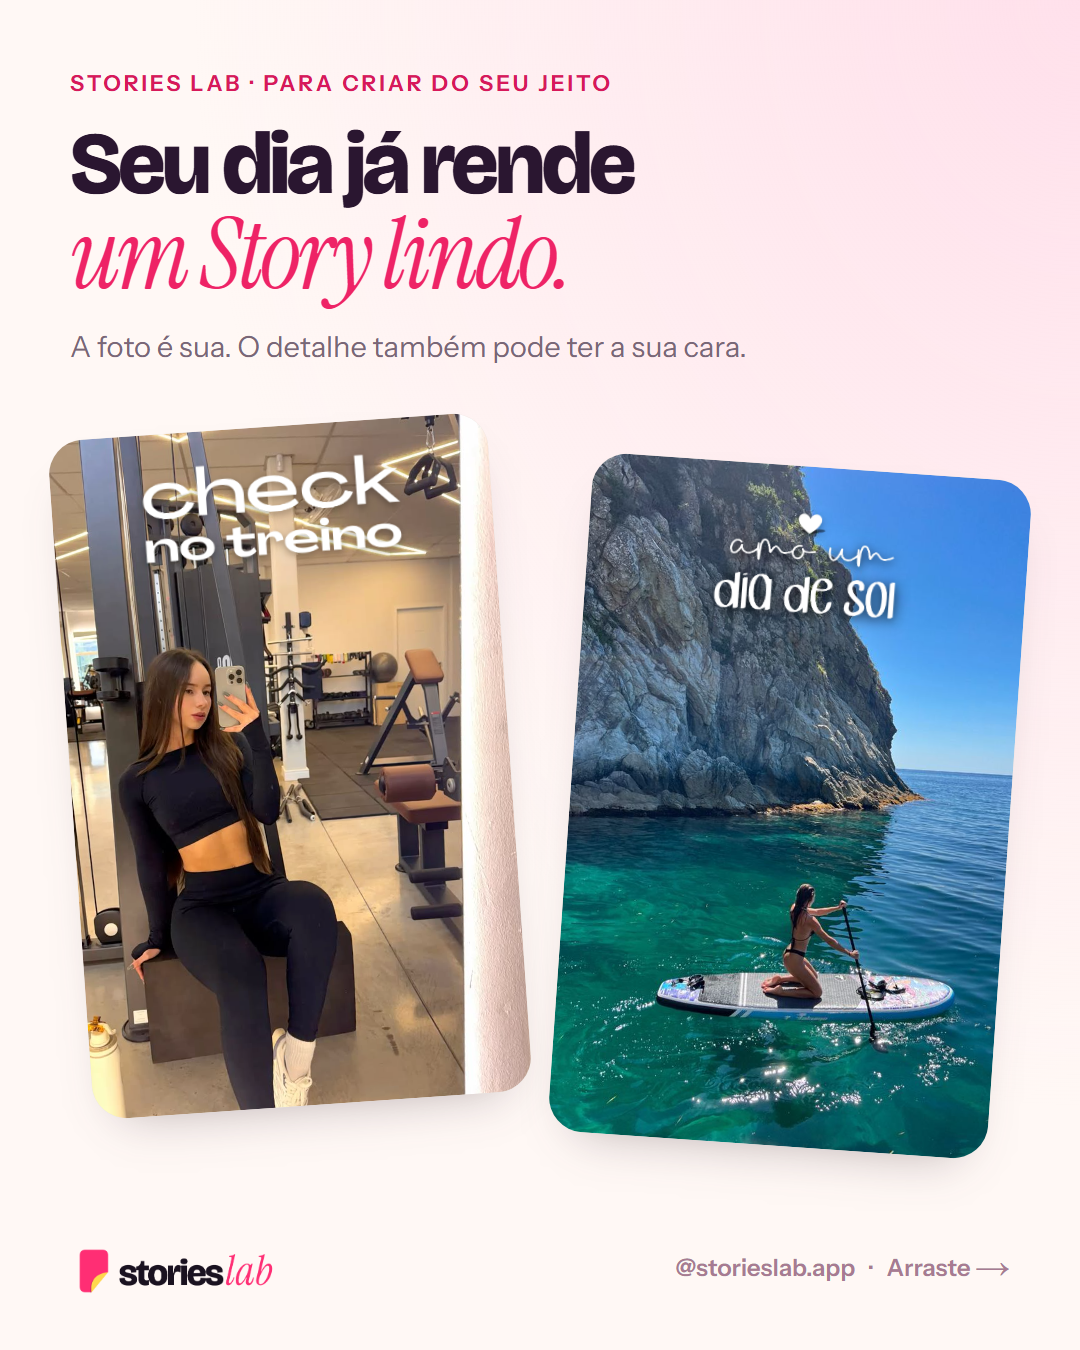 STORIES LAB · PARA CRIAR DO SEU JEITO
Seu dia já rende
um Story lindo.
A foto é sua. O detalhe também pode ter a sua cara.
check
no treino
amo um
dia de sol
storieslab
@storieslab.app · Arraste →